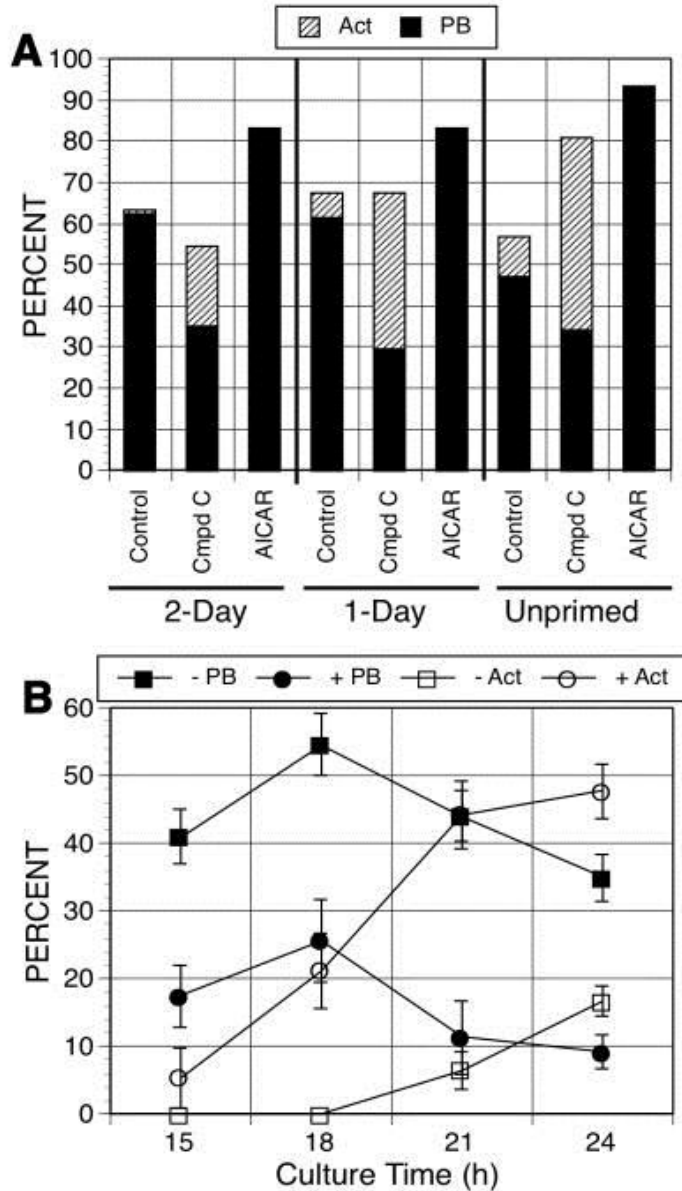 Act PB
A
PERCENT
100
90
80
70
60
50
40
30
20
10
0
Control Cmpd C AICAR Control Cmpd C AICAR Control Cmpd C AICAR
2-Day 1-Day Unprimed
B
- PB + PB - Act + Act
PERCENT
60
50
40
30
20
10
0
15 18 21 24
Culture Time (h)